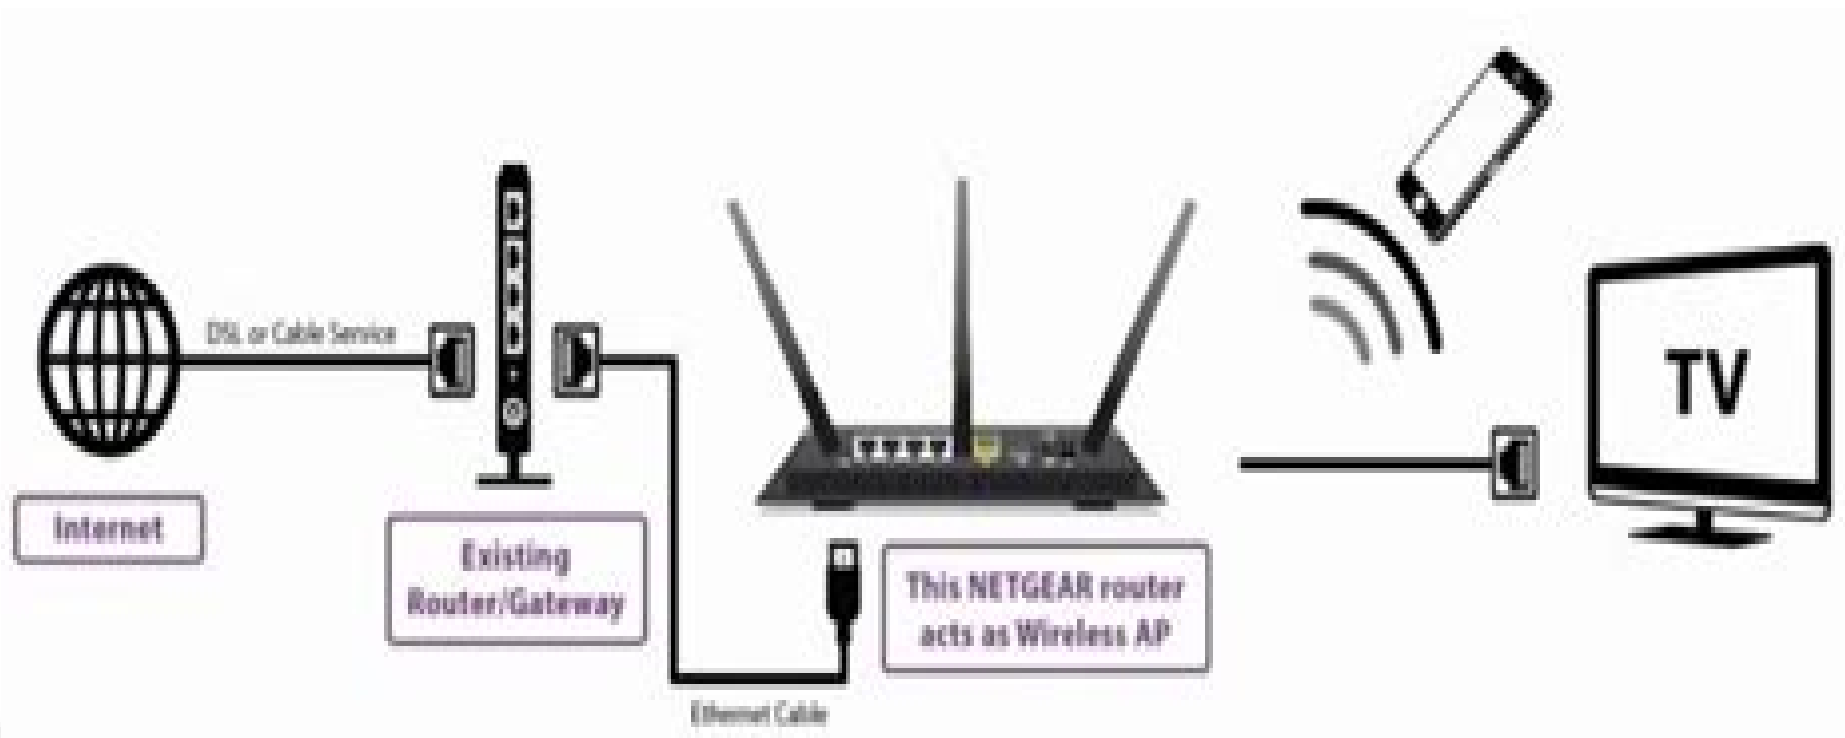 DSL or Cable Service
TV
Internet
Existing
Router/Gateway
This NETGEAR router
acts as Wireless AP
Ethernet Cable